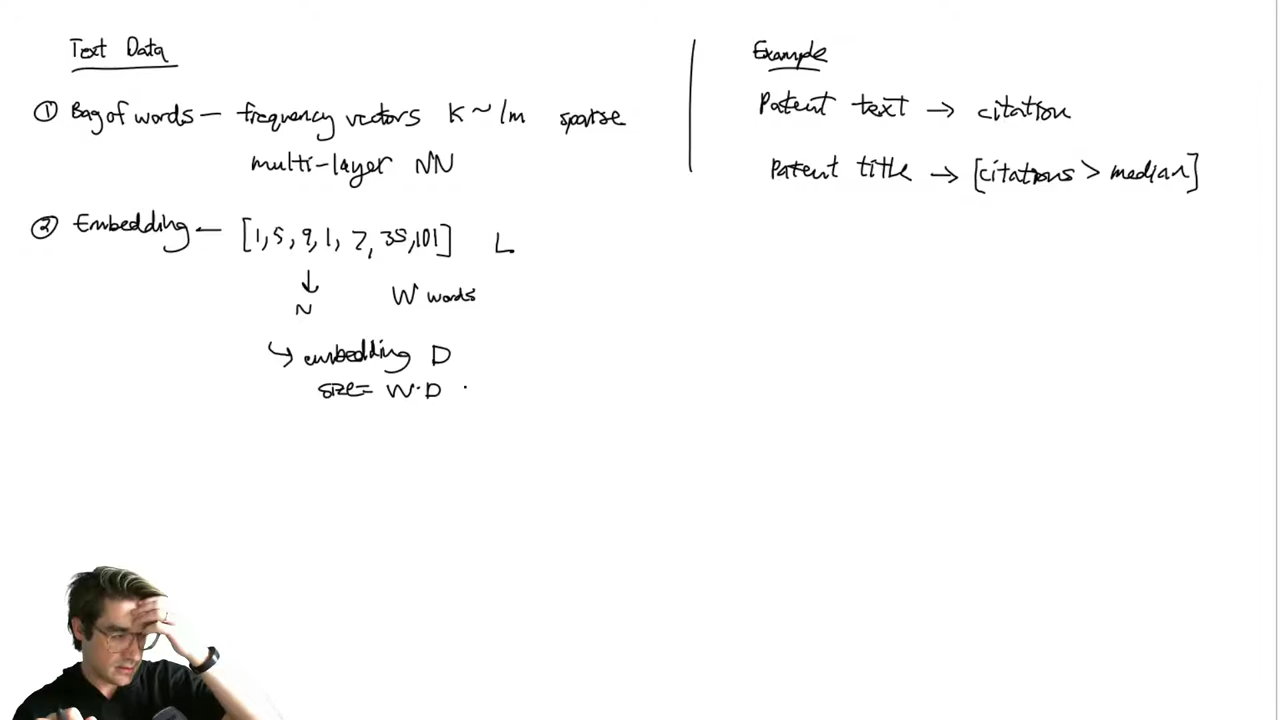 Text Data
① Bag of words — frequency vectors K ~ 1m sparse
multi-layer NN
② Embedding — [1, 5, 9, 1, 7, 35, 101] L
↓
N W words
↳ embedding D
size = W·D
Example
Patent text → citation
Patent title → [citations > median]